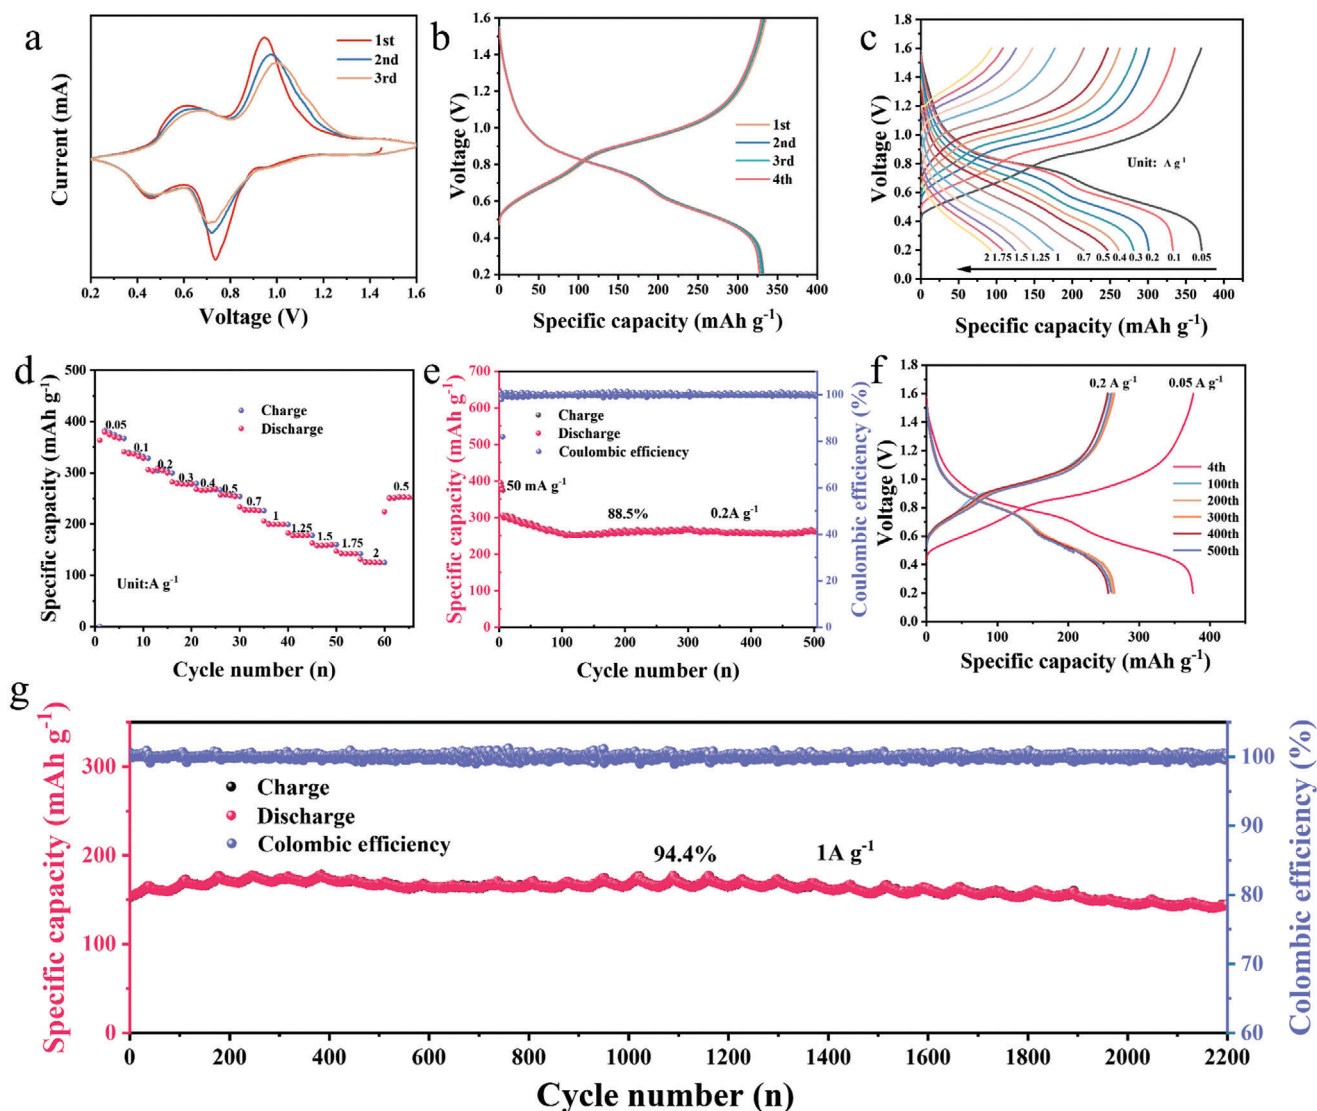 a
1st
2nd
3rd
Current (mA)
0.2 0.4 0.6 0.8 1.0 1.2 1.4 1.6
Voltage (V)
b
1.6
1.4
1.2
1.0
0.8
0.6
0.4
0.2
Voltage (V)
1st
2nd
3rd
4th
0 50 100 150 200 250 300 350 400
Specific capacity (mAh g-1)
c
1.8
1.6
1.4
1.2
1.0
0.8
0.6
0.4
0.2
0.0
Voltage (V)
Unit: A g-1
2 1.75 1.5 1.25 1 0.7 0.5 0.4 0.3 0.2 0.1 0.05
0 50 100 150 200 250 300 350 400
Specific capacity (mAh g-1)
d
500
400
300
200
100
0
Specific capacity (mAh g-1)
Charge
Discharge
0.05
0.1
0.2
0.3
0.4
0.5
0.7
1
1.25
1.5
1.75
2
0.5
Unit:A g-1
0 10 20 30 40 50 60
Cycle number (n)
e
700
600
500
400
300
200
100
0
Specific capacity (mAh g-1)
Charge
Discharge
Coulombic efficiency
50 mA g-1
88.5%
0.2A g-1
100
80
60
40
20
0
Coulombic efficiency (%)
0 100 200 300 400 500
Cycle number (n)
f
1.8
1.6
1.4
1.2
1.0
0.8
0.6
0.4
0.2
0.0
Voltage (V)
0.2 A g-1
0.05 A g-1
4th
100th
200th
300th
400th
500th
0 100 200 300 400
Specific capacity (mAh g-1)
g
300
200
100
0
Specific capacity (mAh g-1)
Charge
Discharge
Colombic efficiency
94.4%
1A g-1
100
90
80
70
60
Colombic efficiency (%)
0 200 400 600 800 1000 1200 1400 1600 1800 2000 2200
Cycle number (n)